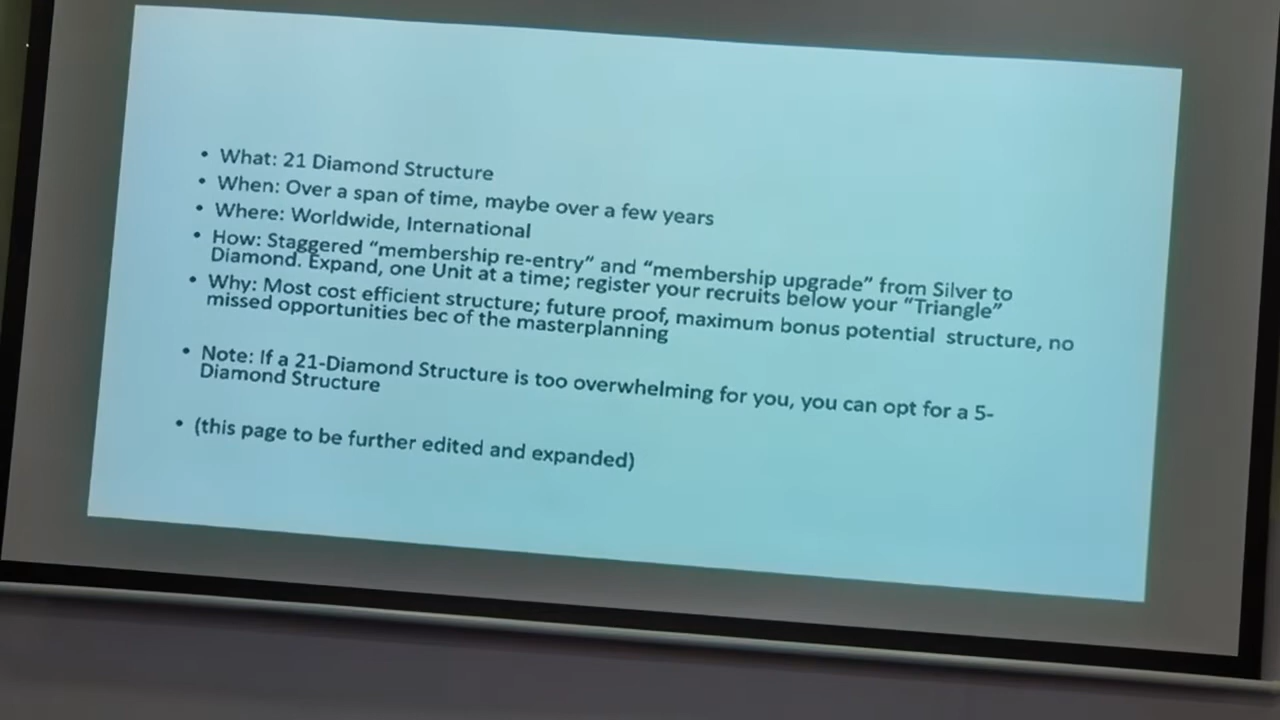 • What: 21 Diamond Structure
• When: Over a span of time, maybe over a few years
• Where: Worldwide, International
• How: Staggered “membership re-entry” and “membership upgrade” from Silver to
Diamond. Expand, one Unit at a time; register your recruits below your “Triangle”
• Why: Most cost efficient structure; future proof, maximum bonus potential structure, no
missed opportunities bec of the masterplanning
• Note: If a 21-Diamond Structure is too overwhelming for you, you can opt for a 5-
Diamond Structure
• (this page to be further edited and expanded)